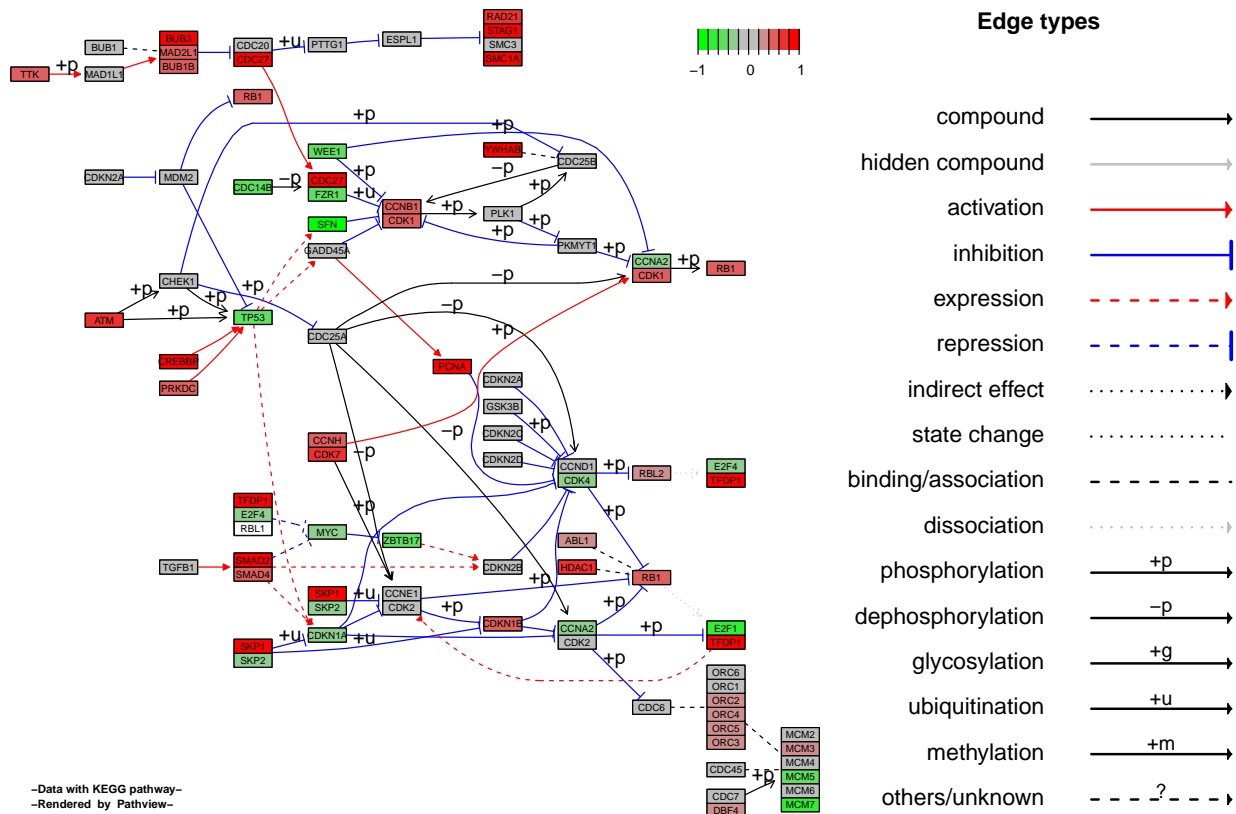 Edge types
−1 0 1
compound
hidden compound
activation
inhibition
expression
repression
indirect effect
state change
binding/association
dissociation
phosphorylation +p
dephosphorylation −p
glycosylation +g
ubiquitination +u
methylation +m
others/unknown ?
RAD21
STAG1
SMC3
SMC1A
BUB1
BUB3
MAD2L1
BUB1B
CDC20
CDC27
+u
PTTG1
ESPL1
TTK
+p
MAD1L1
RB1
+p
+p
WEE1
YWHAB
CDC25B
CDKN2A
MDM2
CDC14B
−p
CDC27
FZR1
+p
+u
−p
+p
CCNB1
CDK1
+p
PLK1
+p
+p
SFN
GADD45A
PKMYT1
+p
CCNA2
CDK1
+p
RB1
CHEK1
+p
+p
+p
+p
−p
ATM
TP53
CDC25A
−p
+p
CREBBP
PRKDC
PCNA
CDKN2A
GSK3B
+p
CDKN2C
CDKN2D
CCNH
CDK7
−p
−p
CCND1
CDK4
+p
RBL2
E2F4
TFDP1
TFDP1
E2F4
RBL1
+p
+p
MYC
ZBTB17
ABL1
TGFB1
SMAD2
SMAD4
CDKN2B
HDAC1
RB1
+p
SKP1
SKP2
+u
CCNE1
CDK2
+p
+p
CDKN1B
CDKN1A
+u
+u
SKP1
SKP2
CCNA2
CDK2
+p
+p
E2F1
TFDP1
CDC6
ORC6
ORC1
ORC2
ORC4
ORC5
ORC3
CDC45
CDC7
DBF4
+p
MCM2
MCM3
MCM4
MCM5
MCM6
MCM7
−Data with KEGG pathway−
−Rendered by Pathview−